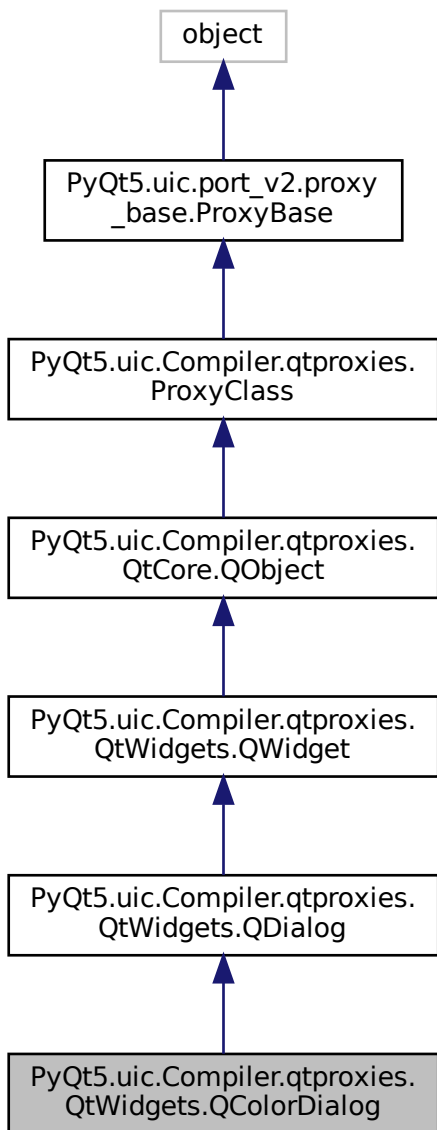 object
PyQt5.uic.port_v2.proxy
_base.ProxyBase
PyQt5.uic.Compiler.qtproxies.
ProxyClass
PyQt5.uic.Compiler.qtproxies.
QtCore.QObject
PyQt5.uic.Compiler.qtproxies.
QtWidgets.QWidget
PyQt5.uic.Compiler.qtproxies.
QtWidgets.QDialog
PyQt5.uic.Compiler.qtproxies.
QtWidgets.QColorDialog